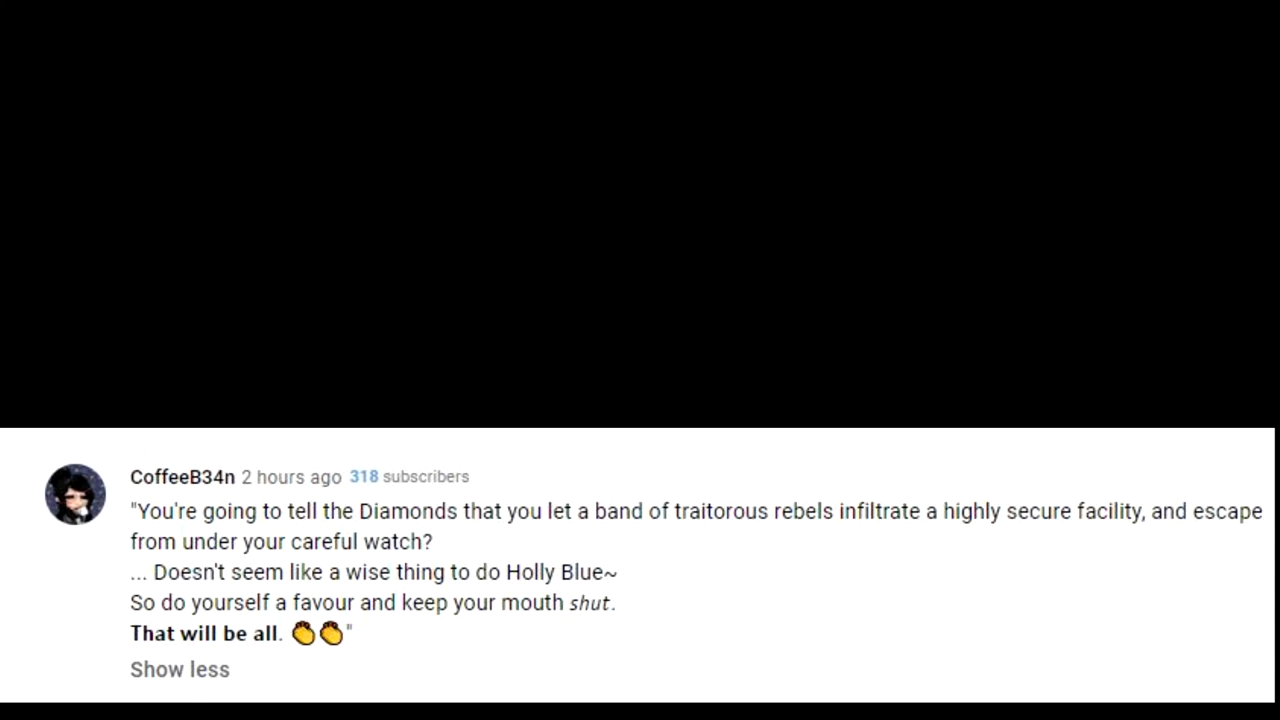 CoffeeB34n 2 hours ago 318 subscribers
"You're going to tell the Diamonds that you let a band of traitorous rebels infiltrate a highly secure facility, and escape
from under your careful watch?
... Doesn't seem like a wise thing to do Holly Blue~
So do yourself a favour and keep your mouth shut.
That will be all. 👏👏"
Show less